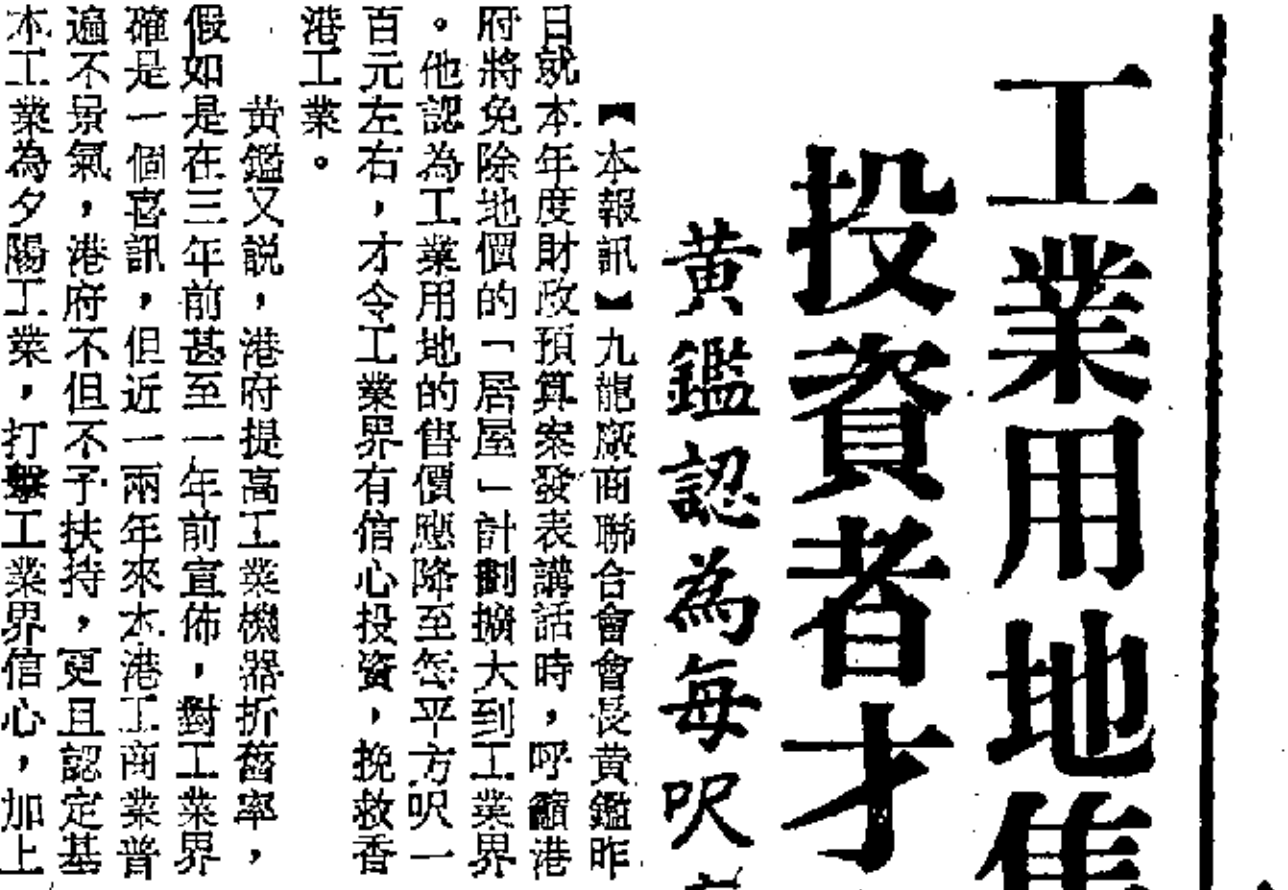 工業用地售
投資者才
黃鑑認為每呎
【本報訊】九龍廠商聯合會會長黃鑑昨
日就本年度財政預算案發表講話時，呼籲港
府將免除地價的「居屋」計劃擴大到工業界
。他認為工業用地的售價應降至每平方呎一
百元左右，才令工業界有信心投資，挽救香
港工業。
黃鑑又説，港府提高工業機器折舊率，
假如是在三年前甚至一年前宣佈，對工業界
確是一個喜訊，但近一兩年來本港工商業普
遍不景氣，港府不但不予扶持，更且認定基
本工業為夕陽工業，打擊工業界信心，加上